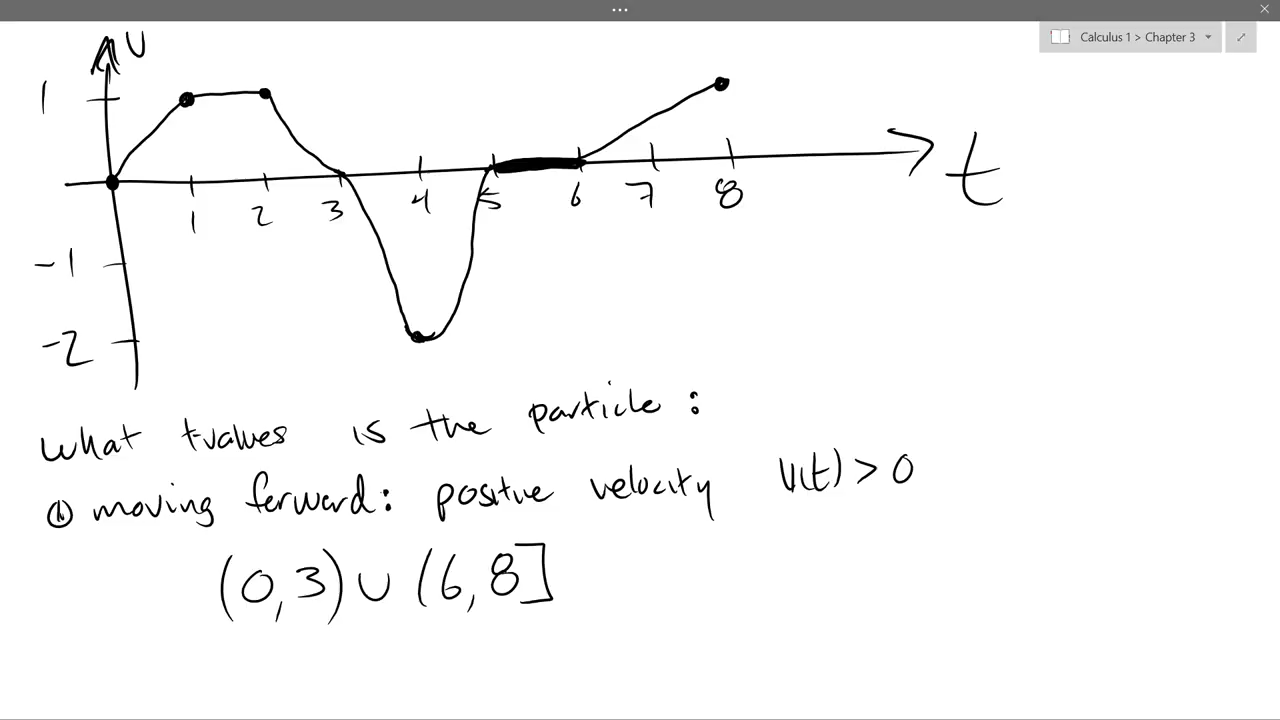 Calculus 1 > Chapter 3
v
1
-1
-2
1 2 3 4 5 6 7 8
t
What t-values is the particle:
① moving forward: positive velocity v(t) > 0
(0,3) ∪ (6,8]